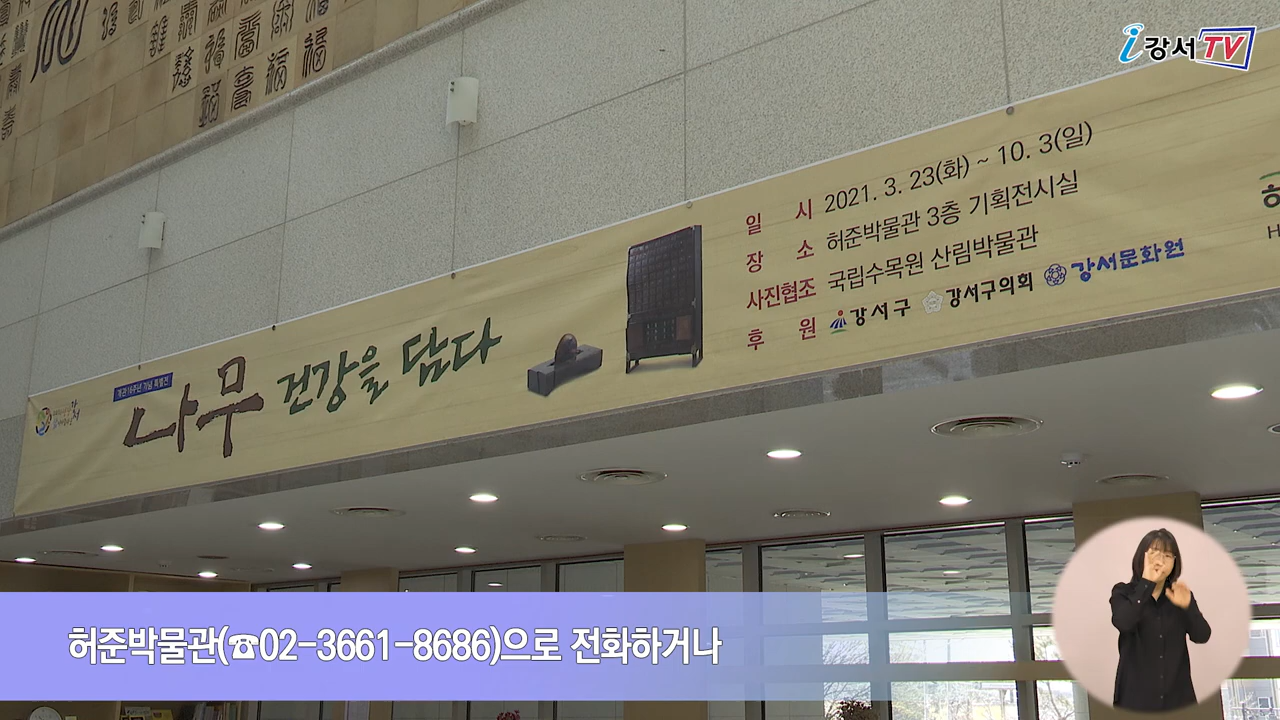 i강서TV
개관16주년 기념 특별전
나무 건강을 담다
일 시 2021. 3. 23(화) ~ 10. 3(일)
장 소 허준박물관 3층 기획전시실
사진협조 국립수목원 산림박물관
후 원 강서구 강서구의회 강서문화원
허준박물관(☎02-3661-8686)으로 전화하거나